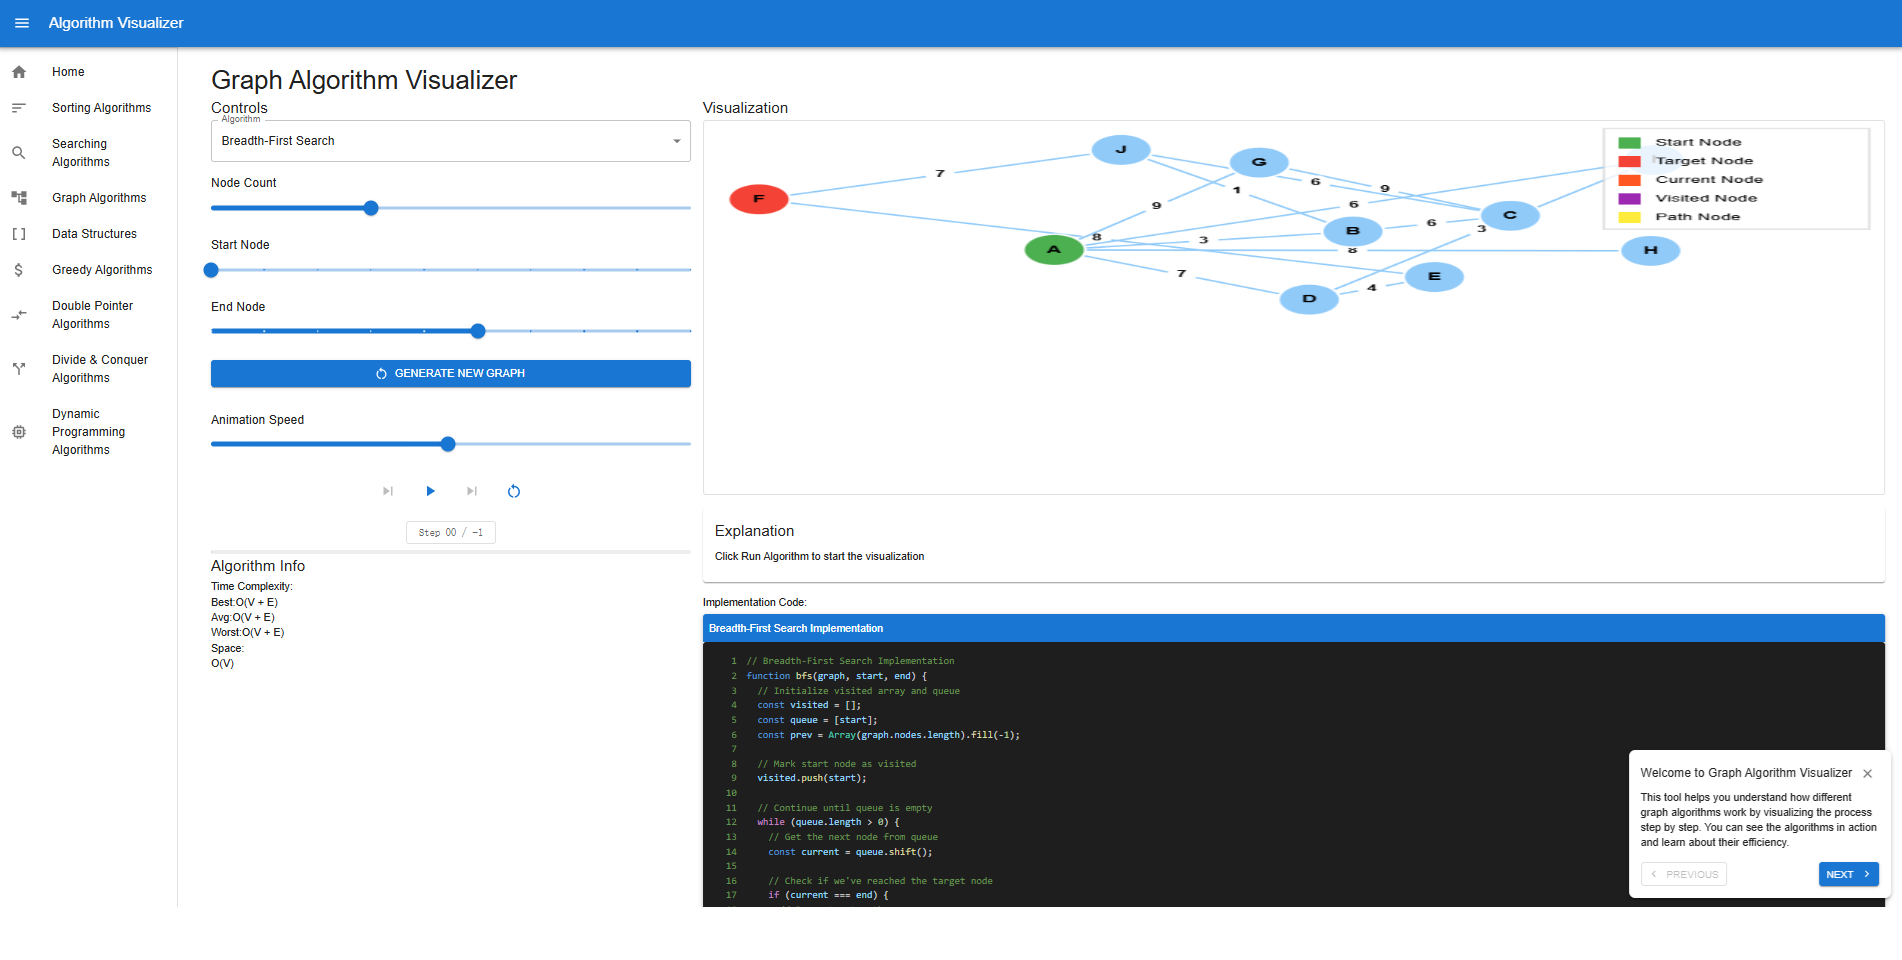 Algorithm Visualizer
Home
Sorting Algorithms
Searching
Algorithms
Graph Algorithms
Data Structures
Greedy Algorithms
Double Pointer
Algorithms
Divide & Conquer
Algorithms
Dynamic
Programming
Algorithms
Graph Algorithm Visualizer
Controls
Algorithm
Breadth-First Search
Node Count
Start Node
End Node
GENERATE NEW GRAPH
Animation Speed
Step 00 / -1
Algorithm Info
Time Complexity:
Best:O(V + E)
Avg:O(V + E)
Worst:O(V + E)
Space:
O(V)
Visualization
J
G
7
6
9
1
F
9
6
C
B
6
3
8
3
A
8
H
7
E
4
D
Start Node
Target Node
Current Node
Visited Node
Path Node
Explanation
Click Run Algorithm to start the visualization
Implementation Code:
Breadth-First Search Implementation
1 // Breadth-First Search Implementation
2 function bfs(graph, start, end) {
3 // Initialize visited array and queue
4 const visited = [];
5 const queue = [start];
6 const prev = Array(graph.nodes.length).fill(-1);
7
8 // Mark start node as visited
9 visited.push(start);
10
11 // Continue until queue is empty
12 while (queue.length > 0) {
13 // Get the next node from queue
14 const current = queue.shift();
15
16 // Check if we've reached the target node
17 if (current === end) {
Welcome to Graph Algorithm Visualizer
This tool helps you understand how different
graph algorithms work by visualizing the process
step by step. You can see the algorithms in action
and learn about their efficiency.
PREVIOUS
NEXT